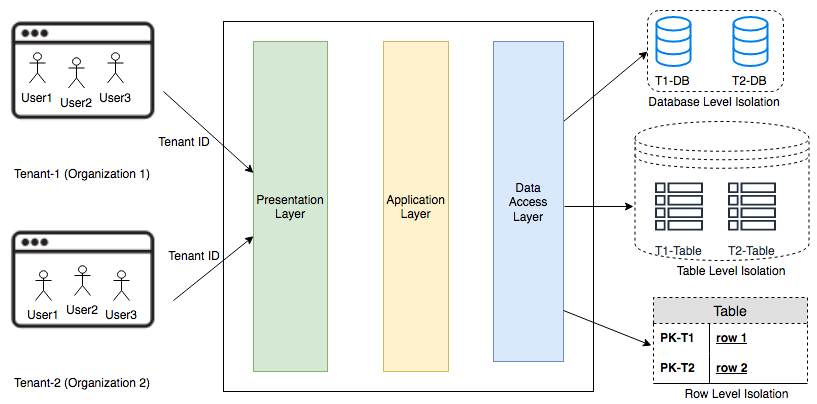 User1
User2
User3
Tenant ID
Tenant-1 (Organization 1)
User1
User2
User3
Tenant ID
Tenant-2 (Organization 2)
Presentation
Layer
Application
Layer
Data
Access
Layer
T1-DB
T2-DB
Database Level Isolation
T1-Table
T2-Table
Table Level Isolation
Table
PK-T1
row 1
PK-T2
row 2
Row Level Isolation